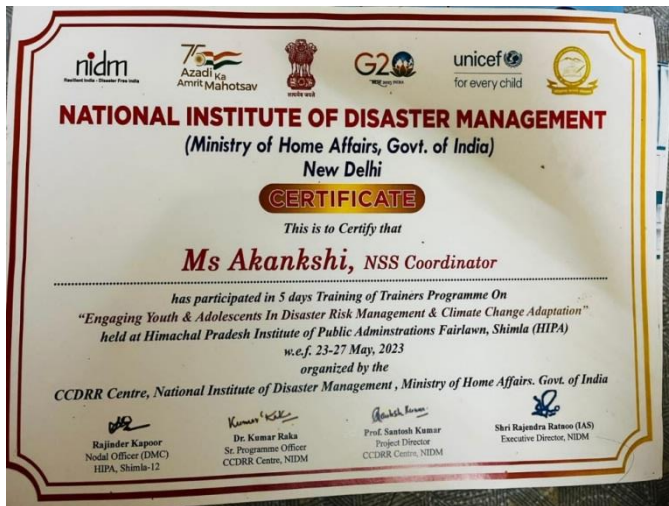 nidm
Resilient India - Disaster Free India
75
Azadi Ka
Amrit Mahotsav
सत्यमेव जयते
G20
unicef
for every child
NATIONAL INSTITUTE OF DISASTER MANAGEMENT
(Ministry of Home Affairs, Govt. of India)
New Delhi
CERTIFICATE
This is to Certify that
Ms Akankshi, NSS Coordinator
has participated in 5 days Training of Trainers Programme On
"Engaging Youth & Adolescents In Disaster Risk Management & Climate Change Adaptation"
held at Himachal Pradesh Institute of Public Adminstrations Fairlawn, Shimla (HIPA)
w.e.f. 23-27 May, 2023
organized by the
CCDRR Centre, National Institute of Disaster Management , Ministry of Home Affairs. Govt. of India
Rajinder Kapoor
Nodal Officer (DMC)
HIPA, Shimla-12
Dr. Kumar Raka
Sr. Programme Officer
CCDRR Centre, NIDM
Prof. Santosh Kumar
Project Director
CCDRR Centre, NIDM
Shri Rajendra Ratnoo (IAS)
Executive Director, NIDM